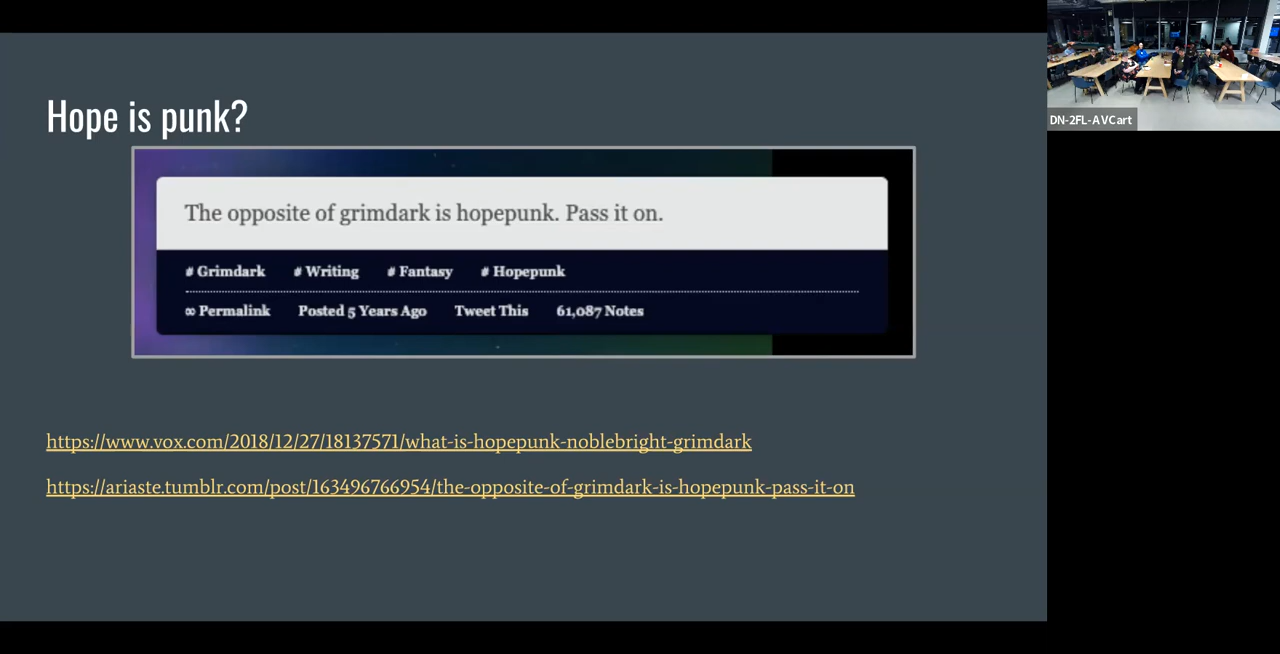 Hope is punk?
The opposite of grimdark is hopepunk. Pass it on.
# Grimdark # Writing # Fantasy # Hopepunk
∞ Permalink Posted 5 Years Ago Tweet This 61,087 Notes
https://www.vox.com/2018/12/27/18137571/what-is-hopepunk-noblebright-grimdark
https://ariaste.tumblr.com/post/163496766954/the-opposite-of-grimdark-is-hopepunk-pass-it-on
DN-2FL-AVCart